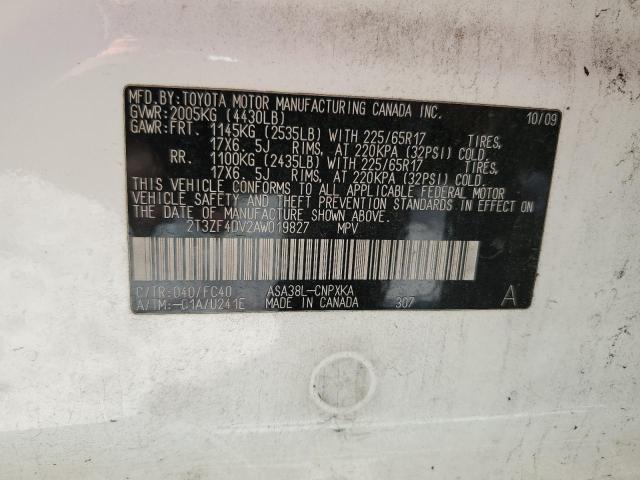 MFD.BY:TOYOTA MOTOR MANUFACTURING CANADA INC. 10/09
GVWR:2005KG (4430LB)
GAWR:FRT. 1145KG (2535LB) WITH 225/65R17 TIRES,
17X6.5J RIMS, AT 220KPA (32PSI) COLD.
RR. 1100KG (2435LB) WITH 225/65R17 TIRES,
17X6.5J RIMS, AT 220KPA (32PSI) COLD.
THIS VEHICLE CONFORMS TO ALL APPLICABLE FEDERAL MOTOR
VEHICLE SAFETY AND BUMPER STANDARDS IN EFFECT ON
THE DATE OF MANUFACTURE SHOWN ABOVE.
2T3ZF4DV2AW019827 MPV
C/TR:040/FC40 ASA38L-CNPXKA
A/TM:-01A/U241E MADE IN CANADA 307 A